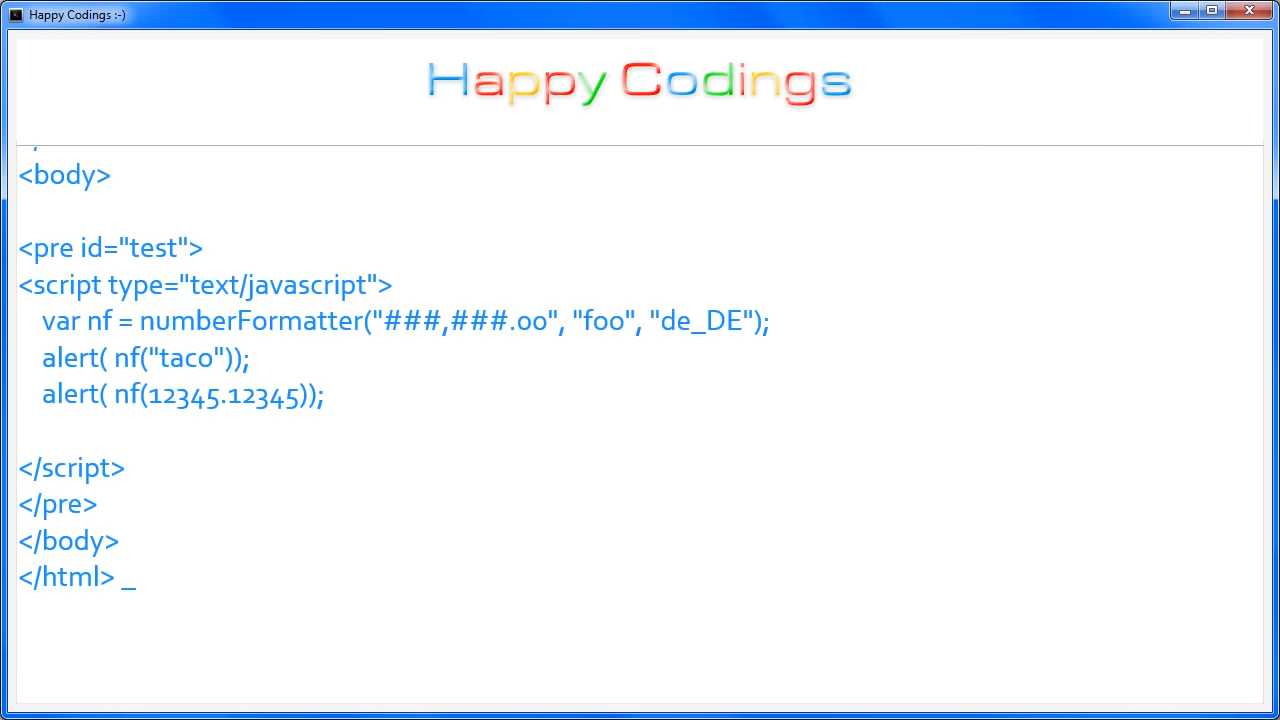 Happy Codings :-)
Happy Codings
<body>
<pre id="test">
<script type="text/javascript">
var nf = numberFormatter("###,###.00", "foo", "de_DE");
alert( nf("taco"));
alert( nf(12345.12345));
</script>
</pre>
</body>
</html> _